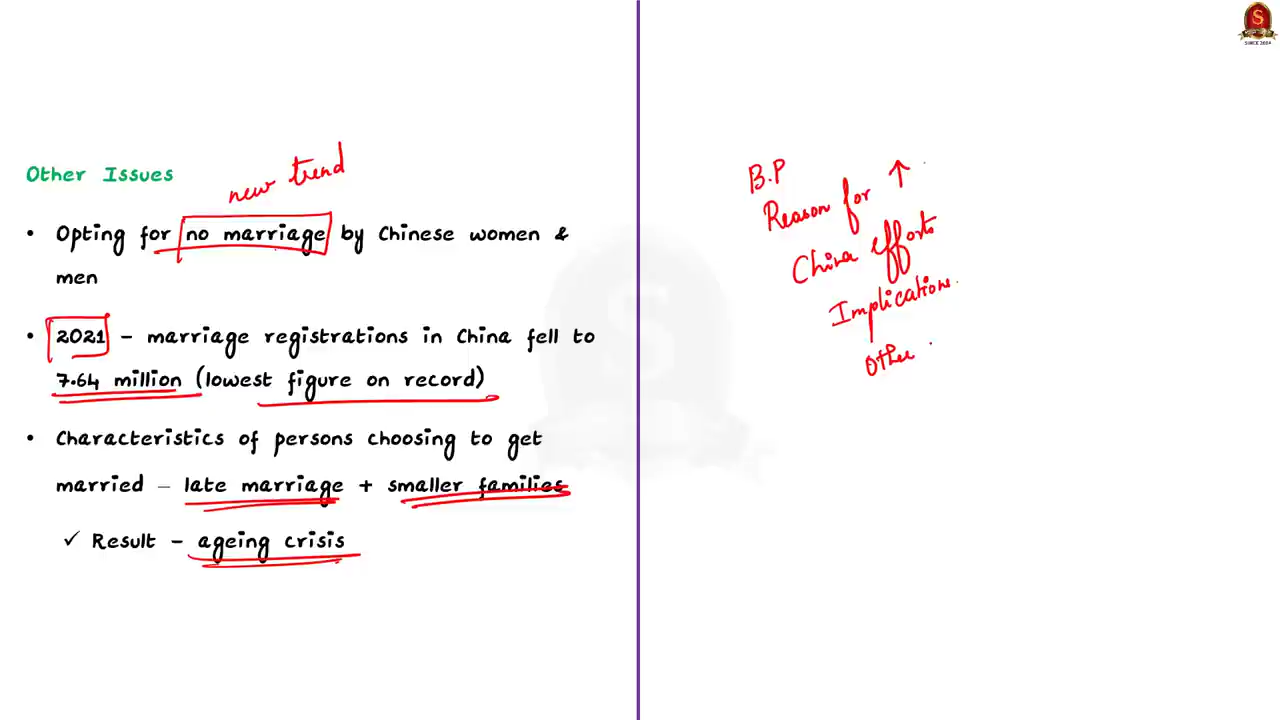 S
SINCE 2004
Other Issues
new trend
• Opting for no marriage by Chinese women &
men
• 2021 – marriage registrations in China fell to
7.64 million (lowest figure on record)
• Characteristics of persons choosing to get
married – late marriage + smaller families
✓ Result – ageing crisis
B.P
Reason for ↑
China efforts
Implications
Other